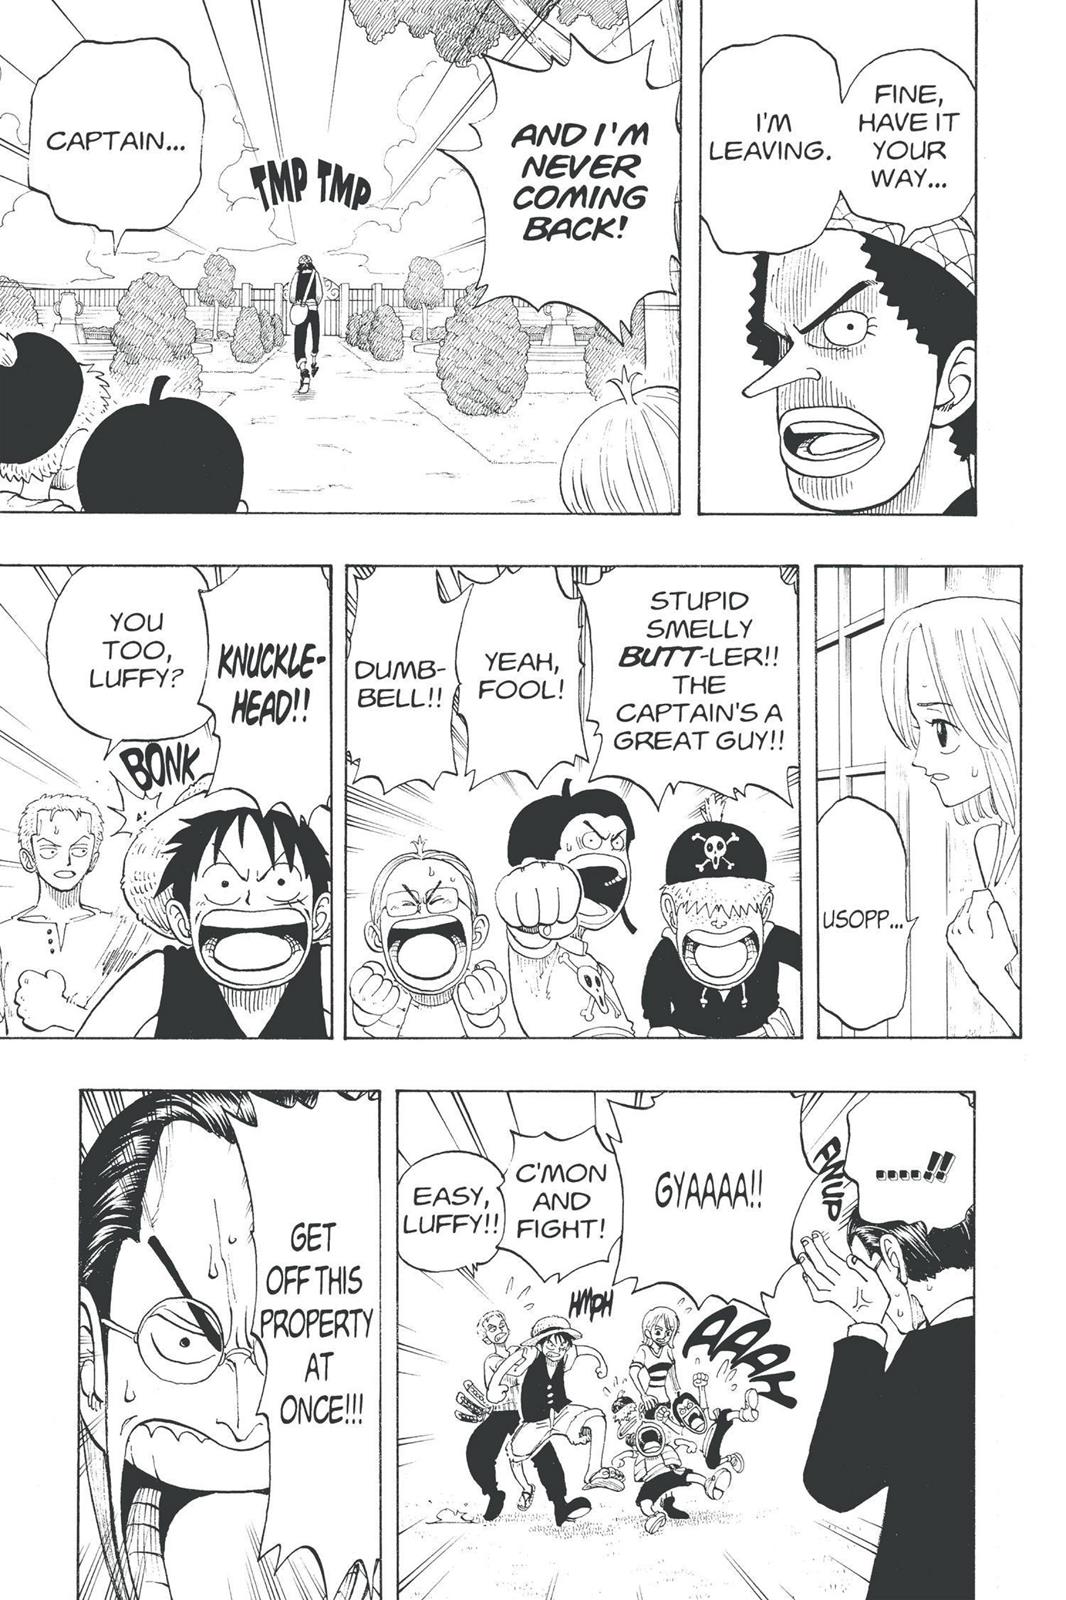 FINE,
HAVE IT
YOUR
WAY...
I'M
LEAVING.
AND I'M
NEVER
COMING
BACK!
TMP TMP
CAPTAIN...
USOPP...
STUPID
SMELLY
BUTT-LER!!
THE
CAPTAIN'S A
GREAT GUY!!
YEAH,
FOOL!
DUMB-
BELL!!
KNUCKLE-
HEAD!!
YOU
TOO,
LUFFY?
BONK
.....!!
PNUP
GYAAAA!!
C'MON
AND
FIGHT!
EASY,
LUFFY!!
HMPH
AAAH
GET
OFF THIS
PROPERTY
AT
ONCE!!!